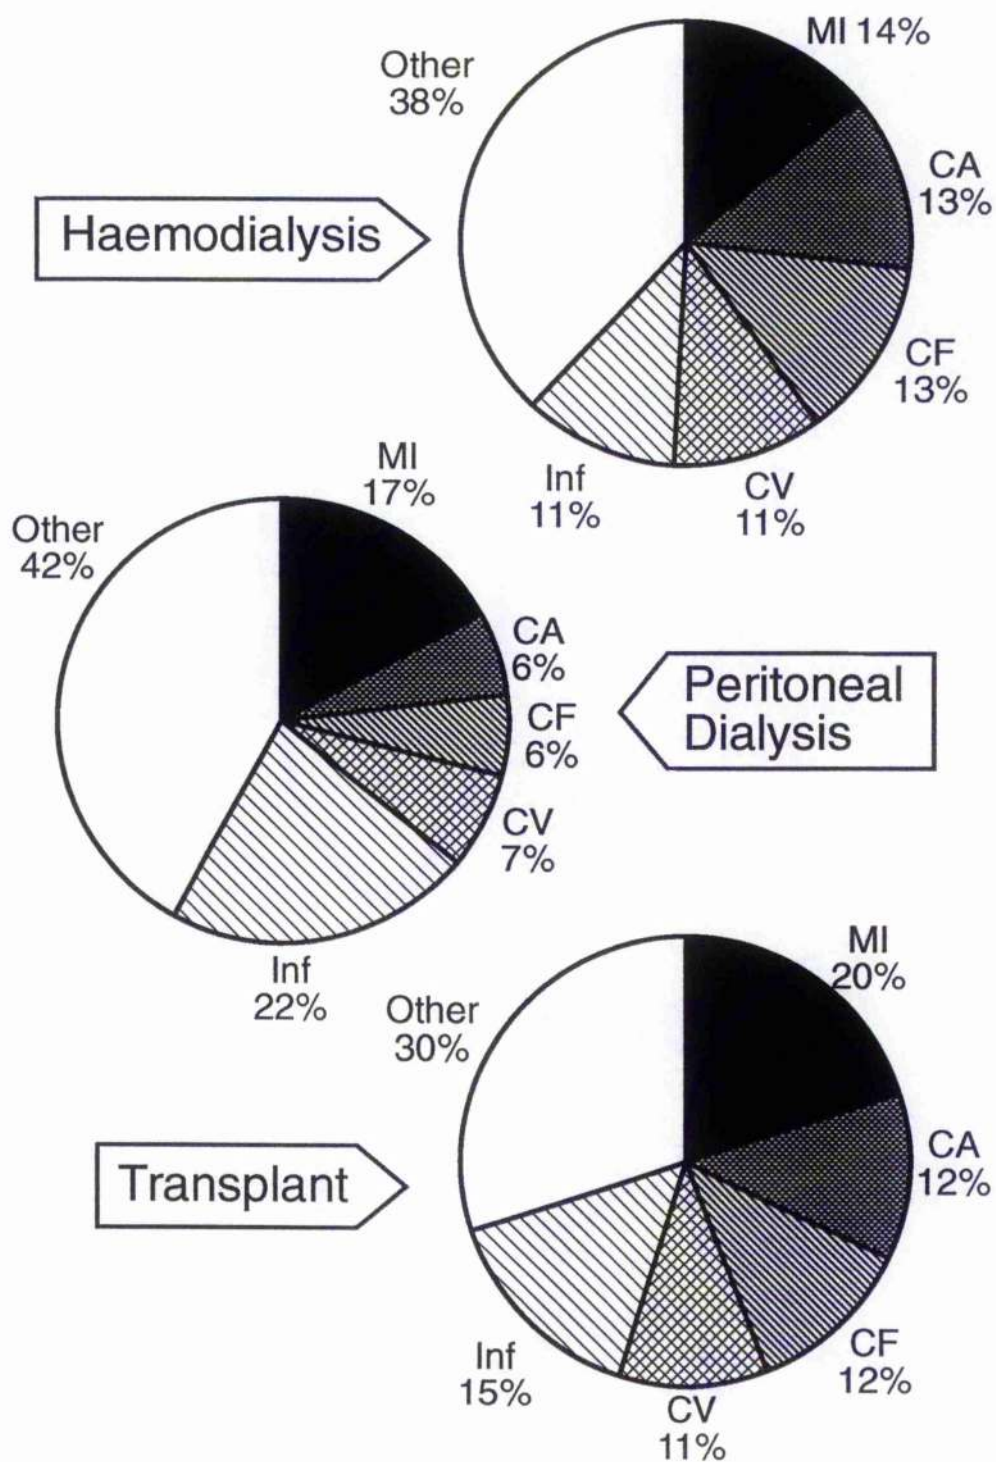 MI 14%
Other
38%
CA
13%
Haemodialysis
CF
13%
Inf
11%
CV
11%
MI
17%
Other
42%
CA
6%
Peritoneal
Dialysis
CF
6%
CV
7%
Inf
22%
MI
20%
Other
30%
CA
12%
Transplant
CF
12%
Inf
15%
CV
11%